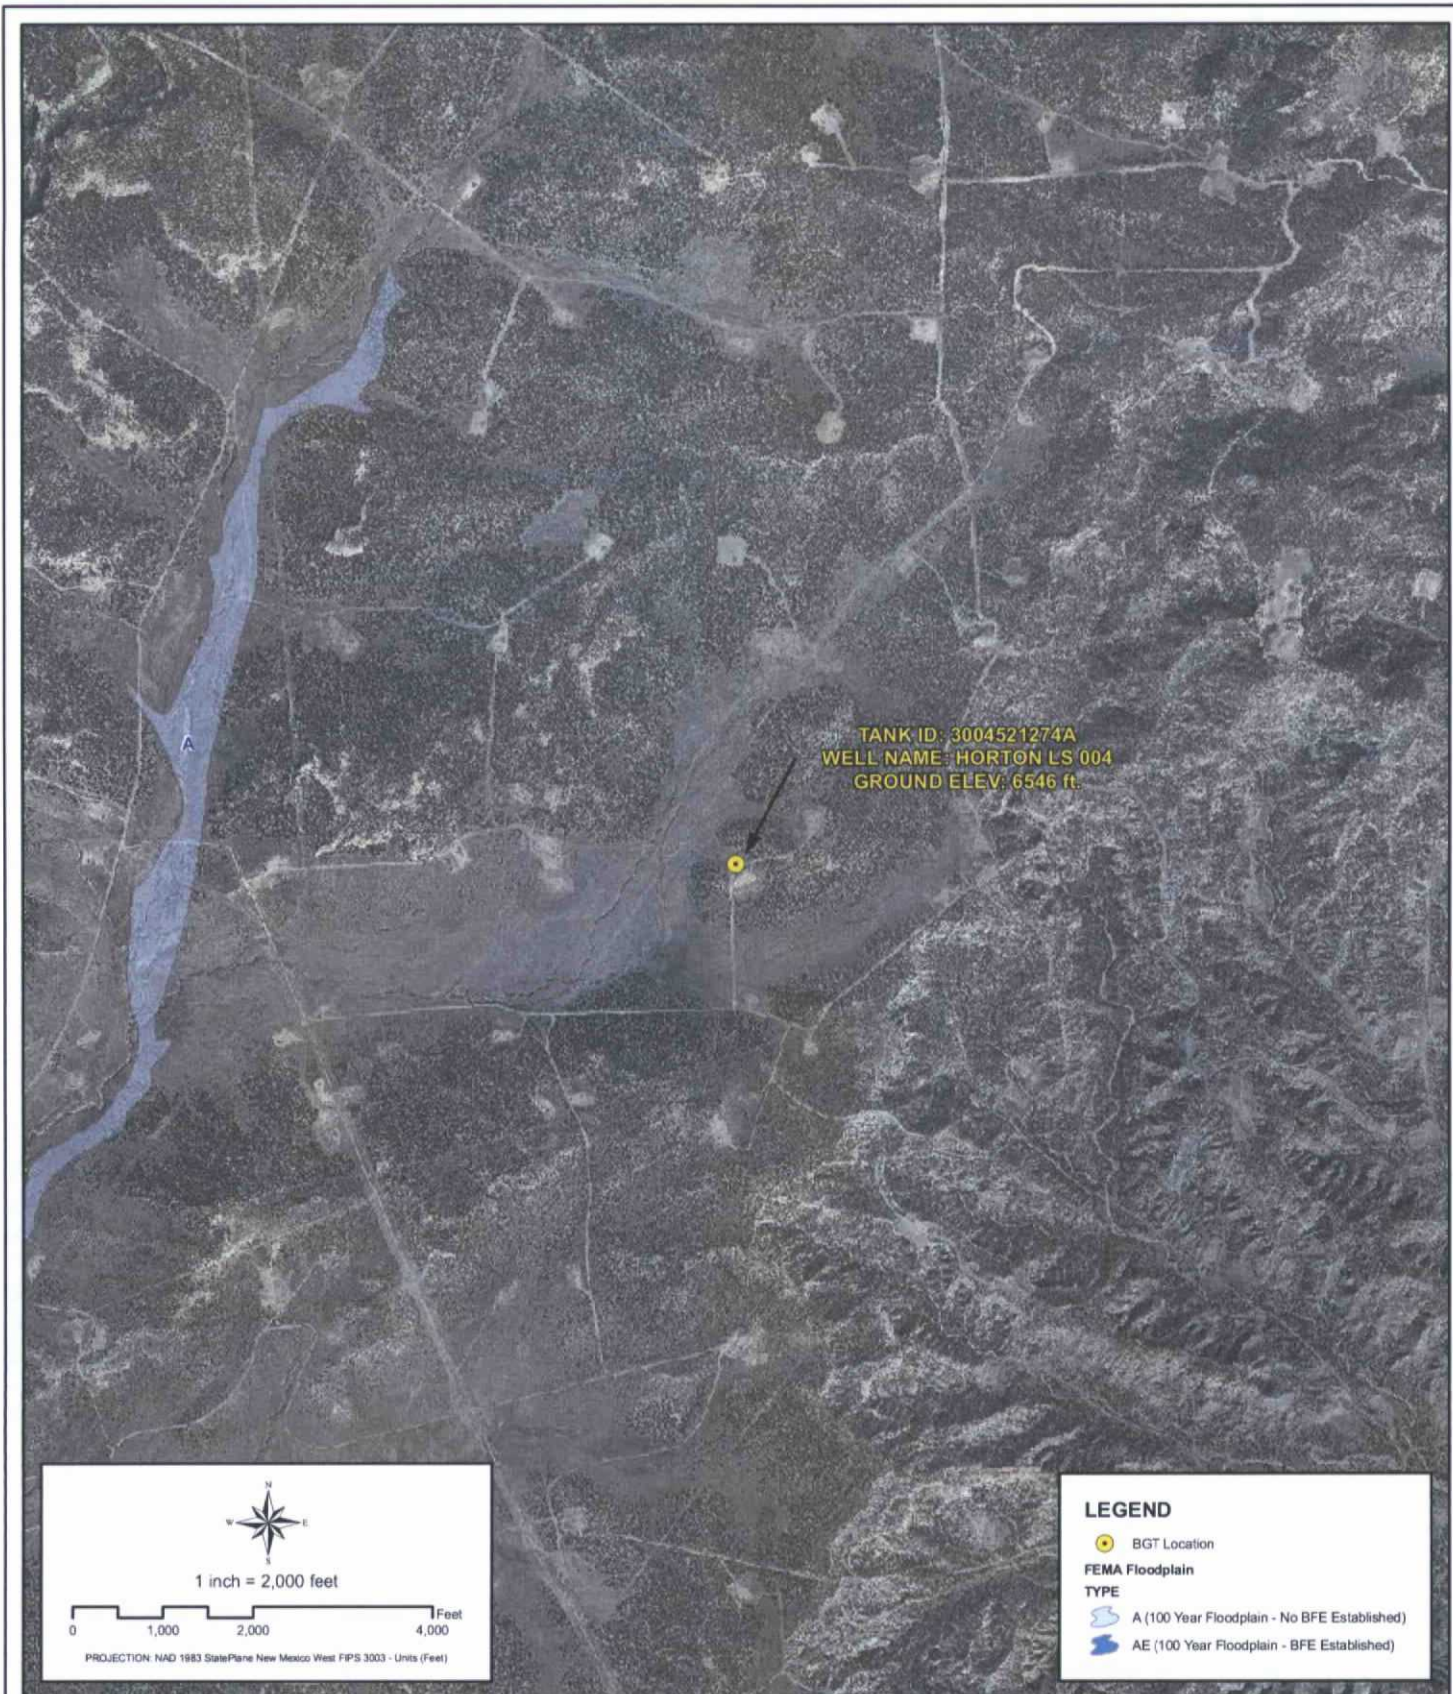 A
TANK ID: 3004521274A
WELL NAME: HORTON LS 004
GROUND ELEV: 6546 ft.
N
W E
S
1 inch = 2,000 feet
Feet
0 1,000 2,000 4,000
PROJECTION: NAD 1983 StatePlane New Mexico West FIPS 3003 - Units (Feet)
LEGEND
BGT Location
FEMA Floodplain
TYPE
A (100 Year Floodplain - No BFE Established)
AE (100 Year Floodplain - BFE Established)